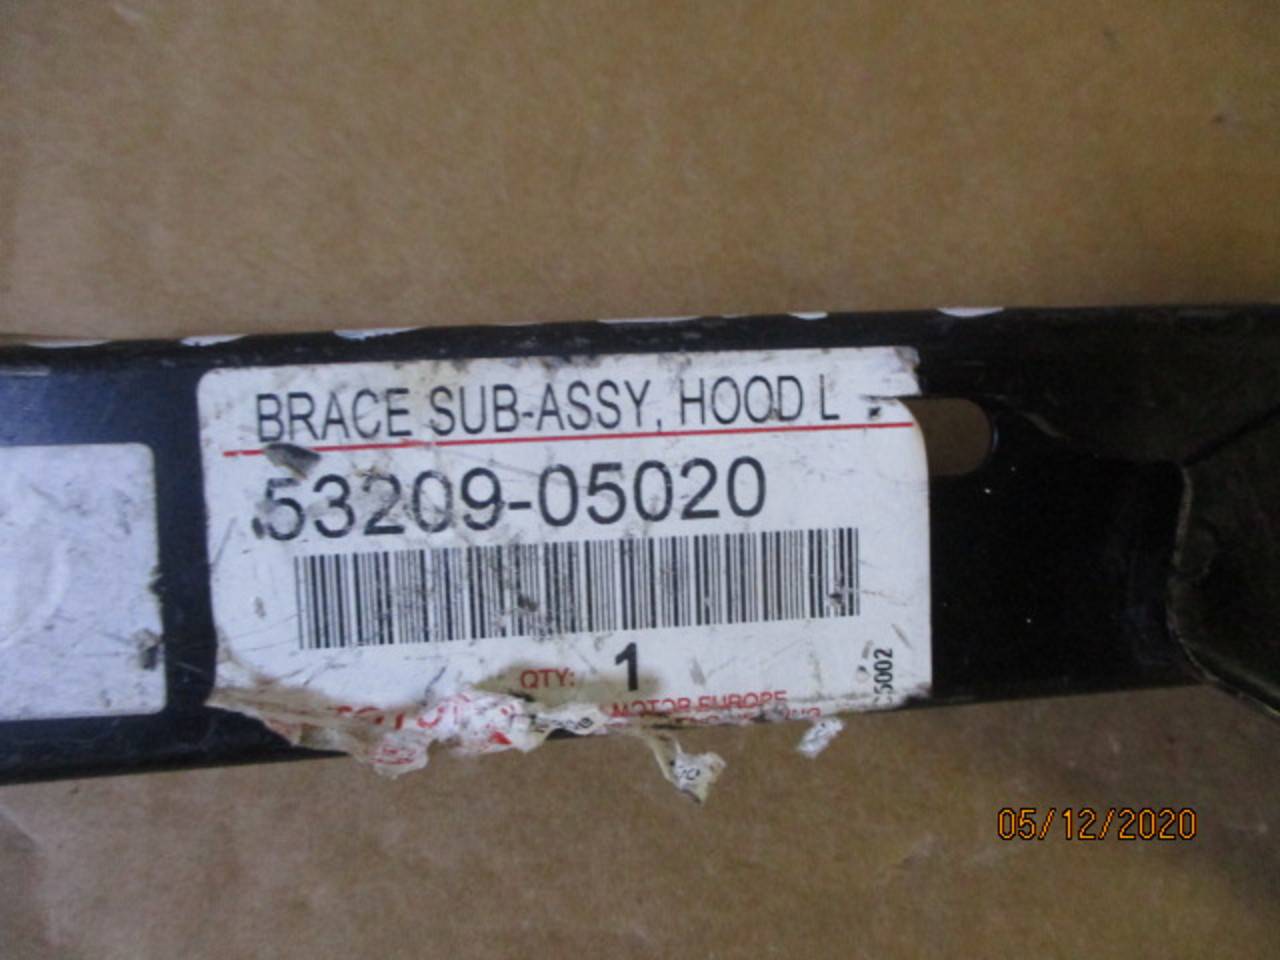 BRACE SUB-ASSY, HOOD L
53209-05020
QTY: 1
MOTOR EUROPE
5002
05/12/2020